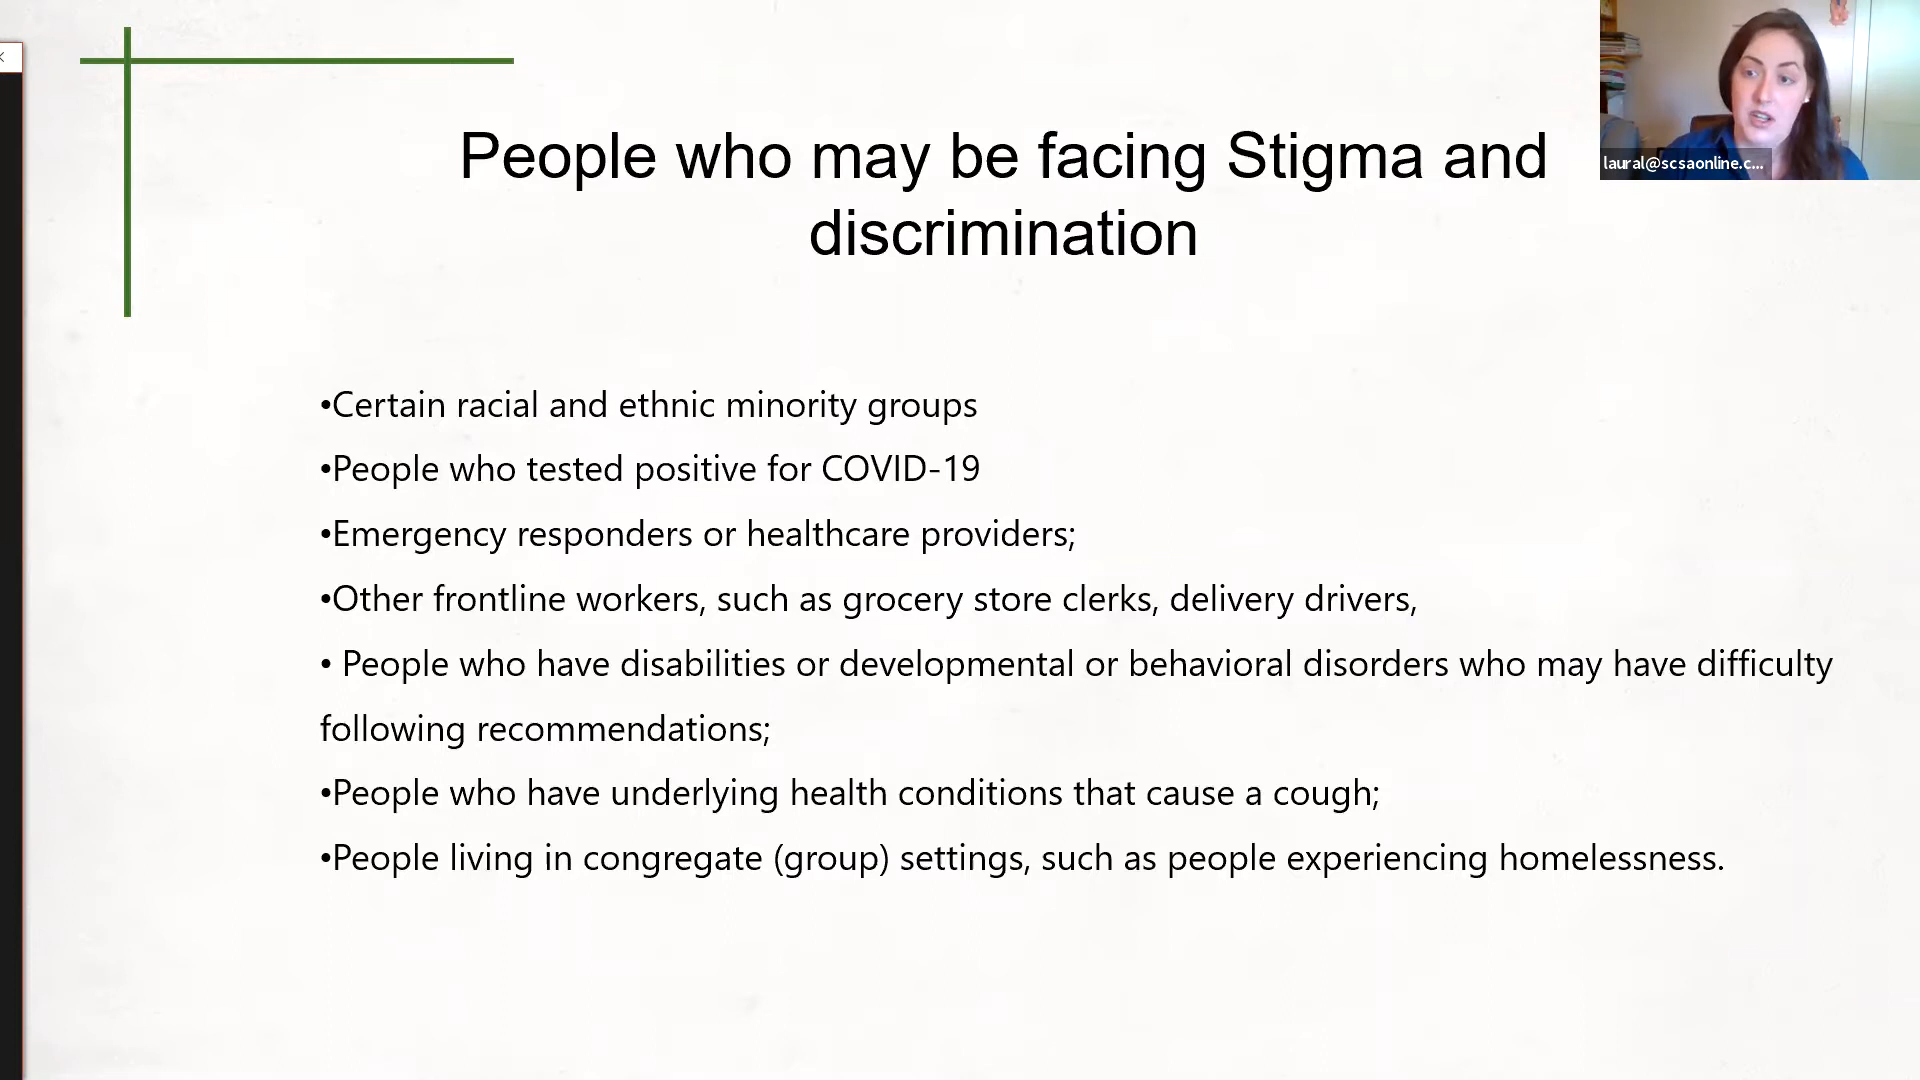 People who may be facing Stigma and
discrimination
laural@scsaonline.c...
•Certain racial and ethnic minority groups
•People who tested positive for COVID-19
•Emergency responders or healthcare providers;
•Other frontline workers, such as grocery store clerks, delivery drivers,
• People who have disabilities or developmental or behavioral disorders who may have difficulty
following recommendations;
•People who have underlying health conditions that cause a cough;
•People living in congregate (group) settings, such as people experiencing homelessness.